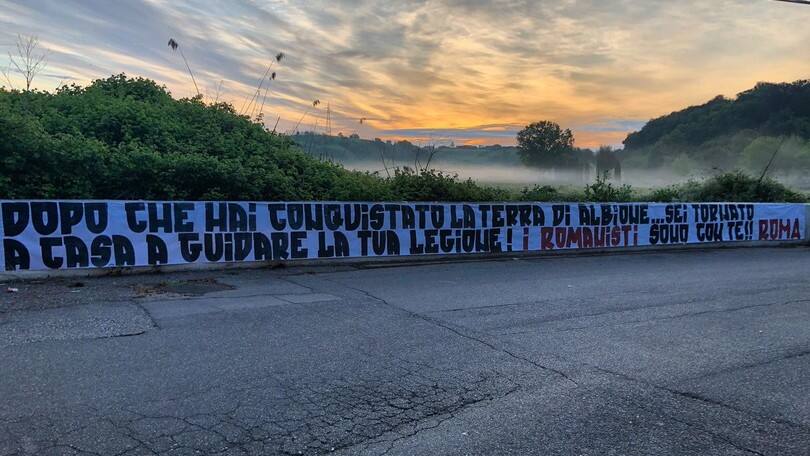 DOPO CHE HAi CONQUISTATO LA TERRA DI ALBIONE...SEI TORNATO
A CASA A GUIDARE LA TUA LEGIONE! i ROMANISTi SONO CON TE!! ROMA